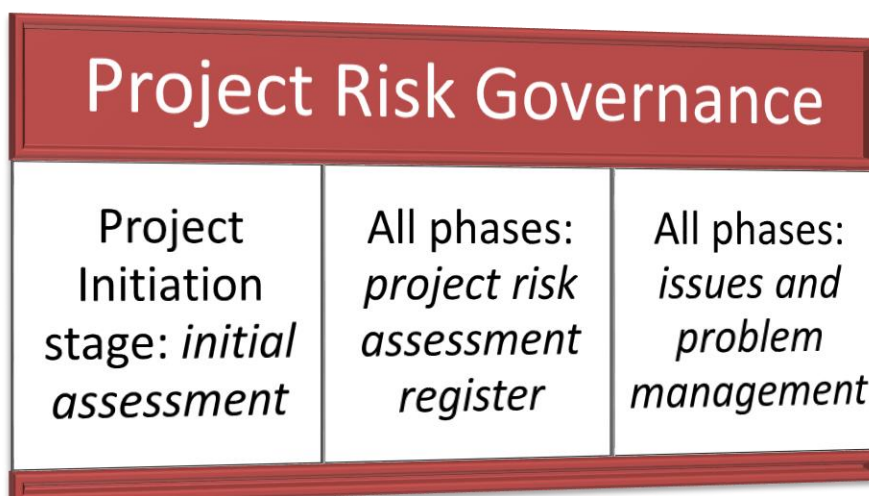 Project Risk Governance
Project
Initiation
stage: initial
assessment
All phases:
project risk
assessment
register
All phases:
issues and
problem
management